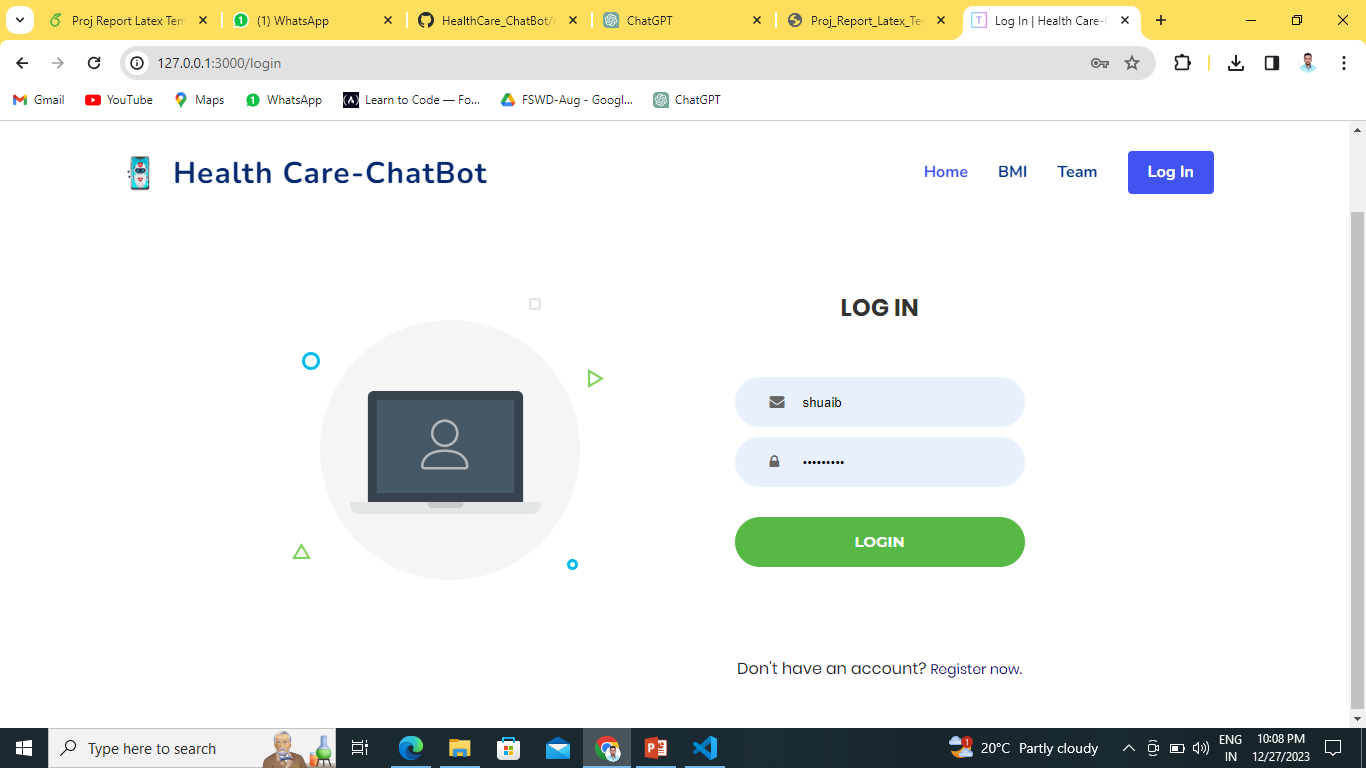 Proj Report Latex Tem
(1) WhatsApp
HealthCare_ChatBot/
ChatGPT
Proj_Report_Latex_Te
Log In | Health Care-C
127.0.0.1:3000/login
Gmail
YouTube
Maps
WhatsApp
Learn to Code — Fo...
FSWD-Aug - Googl...
ChatGPT
Health Care-ChatBot
Home
BMI
Team
Log In
LOG IN
shuaib
•••••••••
LOGIN
Don't have an account? Register now.
Type here to search
20°C Partly cloudy
ENG
IN
10:08 PM
12/27/2023